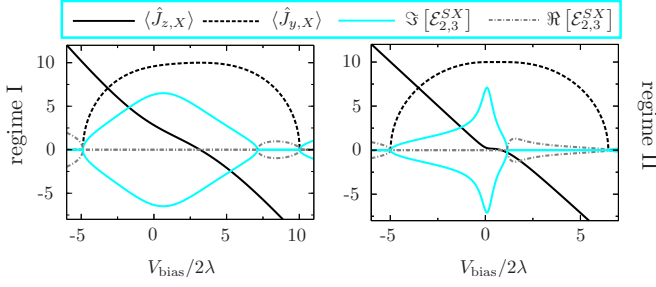 ⟨Ĵ_{z,X}⟩ ⟨Ĵ_{y,X}⟩ ℑ[ℰ^{SX}_{2,3}] ℜ[ℰ^{SX}_{2,3}]
regime I
10
5
0
-5
-5 0 5 10
V_bias/2λ
10
5
0
-5
-5 0 5
V_bias/2λ
regime II